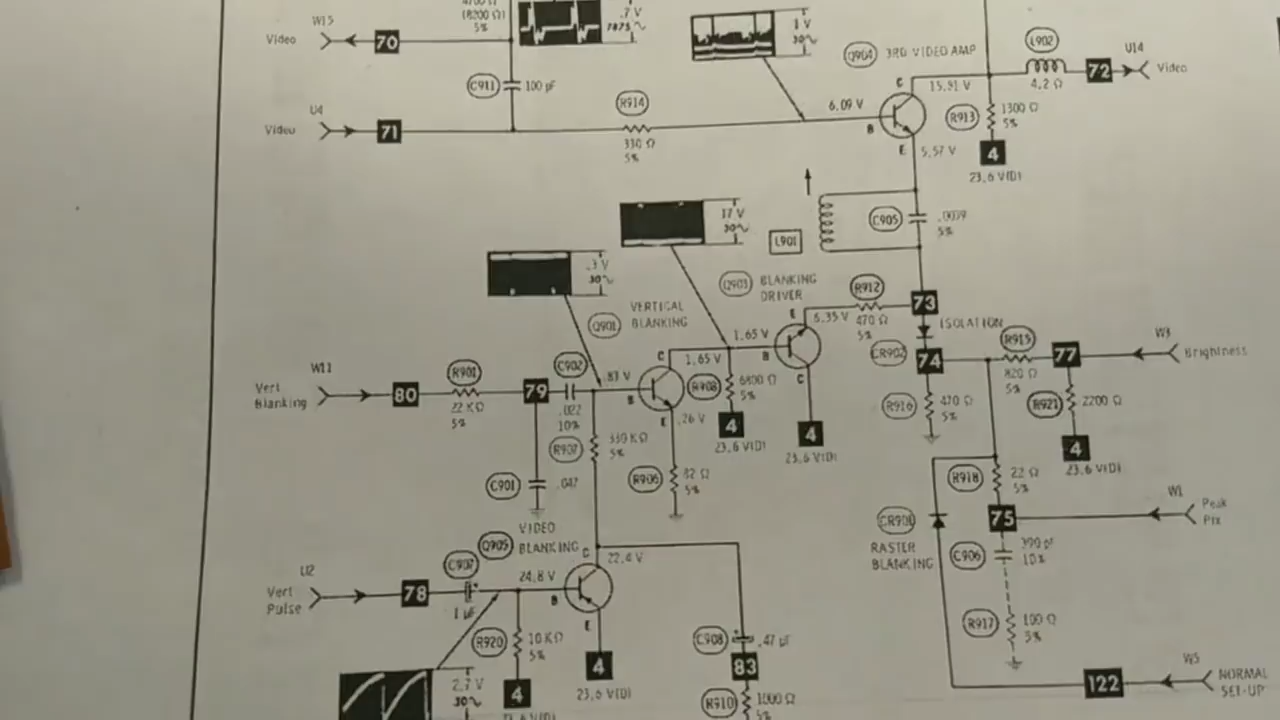 (8200 Ω)
5%
.7 V
7875~
W15
Video
70
1 V
30~
Q904
3RD VIDEO AMP
L902
U14
4.2 Ω
72
Video
C911
100 pF
C
15.91 V
6.09 V
R914
U4
Video
71
330 Ω
5%
B
E
5.57 V
R913
1300 Ω
5%
4
23.6 V(D)
17 V
30~
L901
C905
.0039
5%
.3 V
30~
Q903
BLANKING
DRIVER
R912
E
6.35 V
470 Ω
5%
73
ISOLATION
VERTICAL
BLANKING
Q901
1.65 V
C
1.65 V
B
C
CR902
74
R915
820 Ω
5%
77
W3
Brightness
W11
Vert
Blanking
80
R901
22 KΩ
5%
79
C902
.022
10%
.83 V
B
E
.26 V
R908
6800 Ω
5%
4
23.6 V(D)
4
23.6 V(D)
R916
470 Ω
5%
R921
2200 Ω
4
23.6 V(D)
R907
330 KΩ
5%
C901
.047
R906
82 Ω
5%
R918
22 Ω
5%
75
W1
Peak
Pix
CR900
RASTER
BLANKING
C906
390 pF
10%
VIDEO
BLANKING
Q905
C
22.4 V
U2
Vert
Pulse
78
C907
1 µF
24.8 V
B
E
R920
10 KΩ
5%
4
23.6 V(D)
4
23.6 V(D)
C908
.47 µF
83
R910
1000 Ω
5%
R917
100 Ω
5%
122
W5
NORMAL
SET-UP
2.7 V
30~